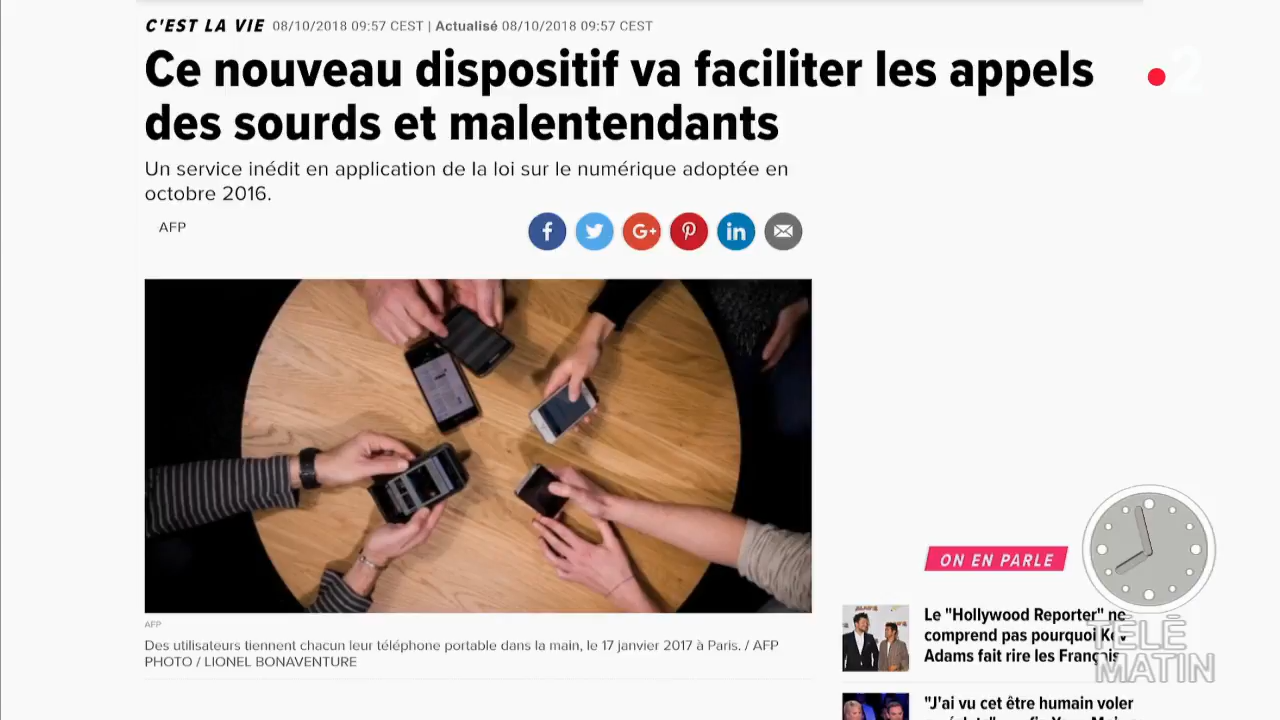 C'EST LA VIE 08/10/2018 09:57 CEST | Actualisé 08/10/2018 09:57 CEST
Ce nouveau dispositif va faciliter les appels
des sourds et malentendants
2
Un service inédit en application de la loi sur le numérique adoptée en
octobre 2016.
AFP
f G+ in
AFP
Des utilisateurs tiennent chacun leur téléphone portable dans la main, le 17 janvier 2017 à Paris. / AFP
PHOTO / LIONEL BONAVENTURE
ON EN PARLE
Le "Hollywood Reporter" ne
comprend pas pourquoi Kev
Adams fait rire les Français
"J'ai vu cet être humain voler
TÉLÉ
MATIN